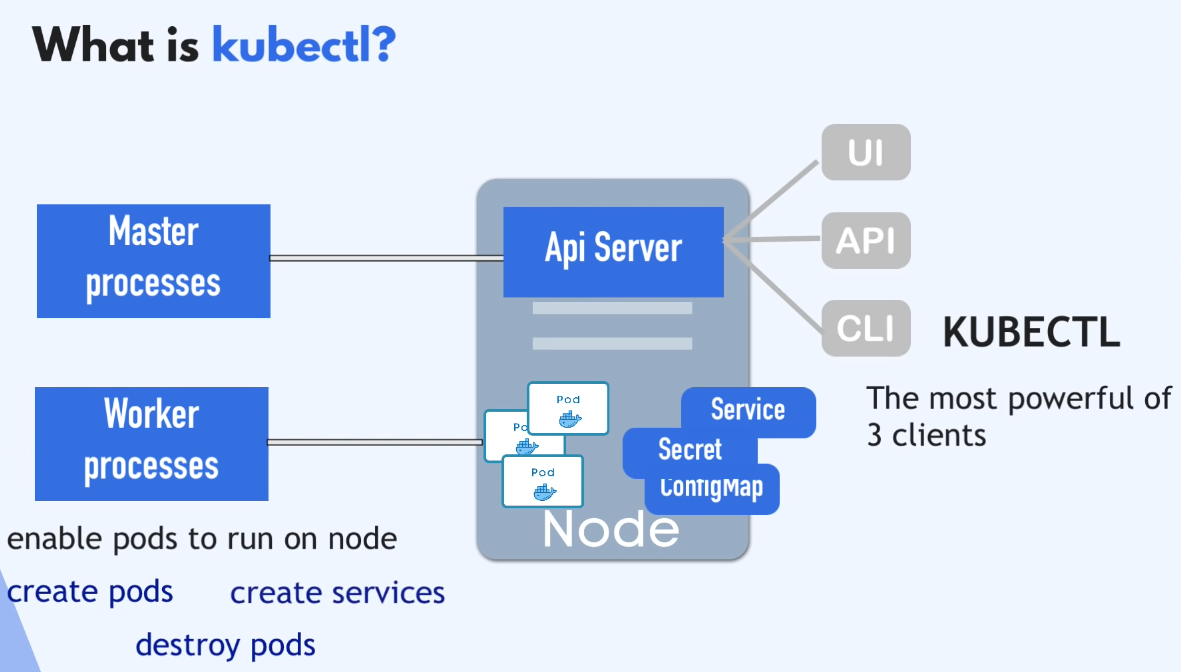 What is kubectl?
UI
Master
processes
Api Server
API
CLI
KUBECTL
The most powerful of
3 clients
Worker
processes
Pod
Po
Pod
Service
Secret
ConfigMap
Node
enable pods to run on node
create pods
create services
destroy pods